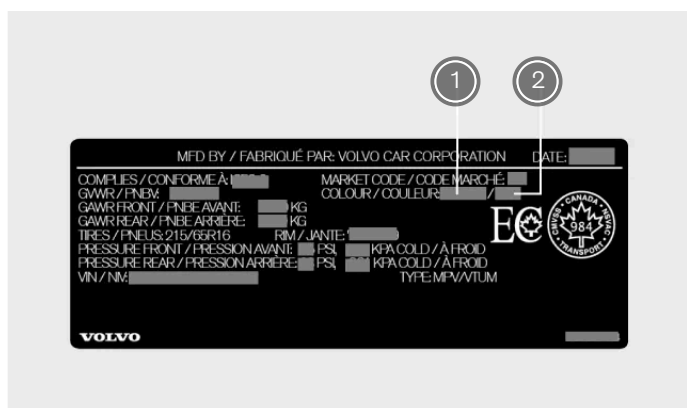 1 2
MFD BY / FABRIQUÉ PAR: VOLVO CAR CORPORATION DATE:
COMPLIES / CONFORME À: MARKET CODE / CODE MARCHÉ:
GVWR / PNBV: COLOUR / COULEUR: /
GAWR FRONT / PNBE AVANT: KG
GAWR REAR / PNBE ARRIÈRE: KG
TIRES / PNEUS: 215/65R16 RIM / JANTE:
PRESSURE FRONT / PRESSION AVANT: PSI, KPA COLD / À FROID
PRESSURE REAR / PRESSION ARRIÈRE: PSI, KPA COLD / À FROID
VIN / NIV: TYPE: MPV/VTUM
EC
CMVSS - CANADA - NSVAC
984
TRANSPORT
VOLVO